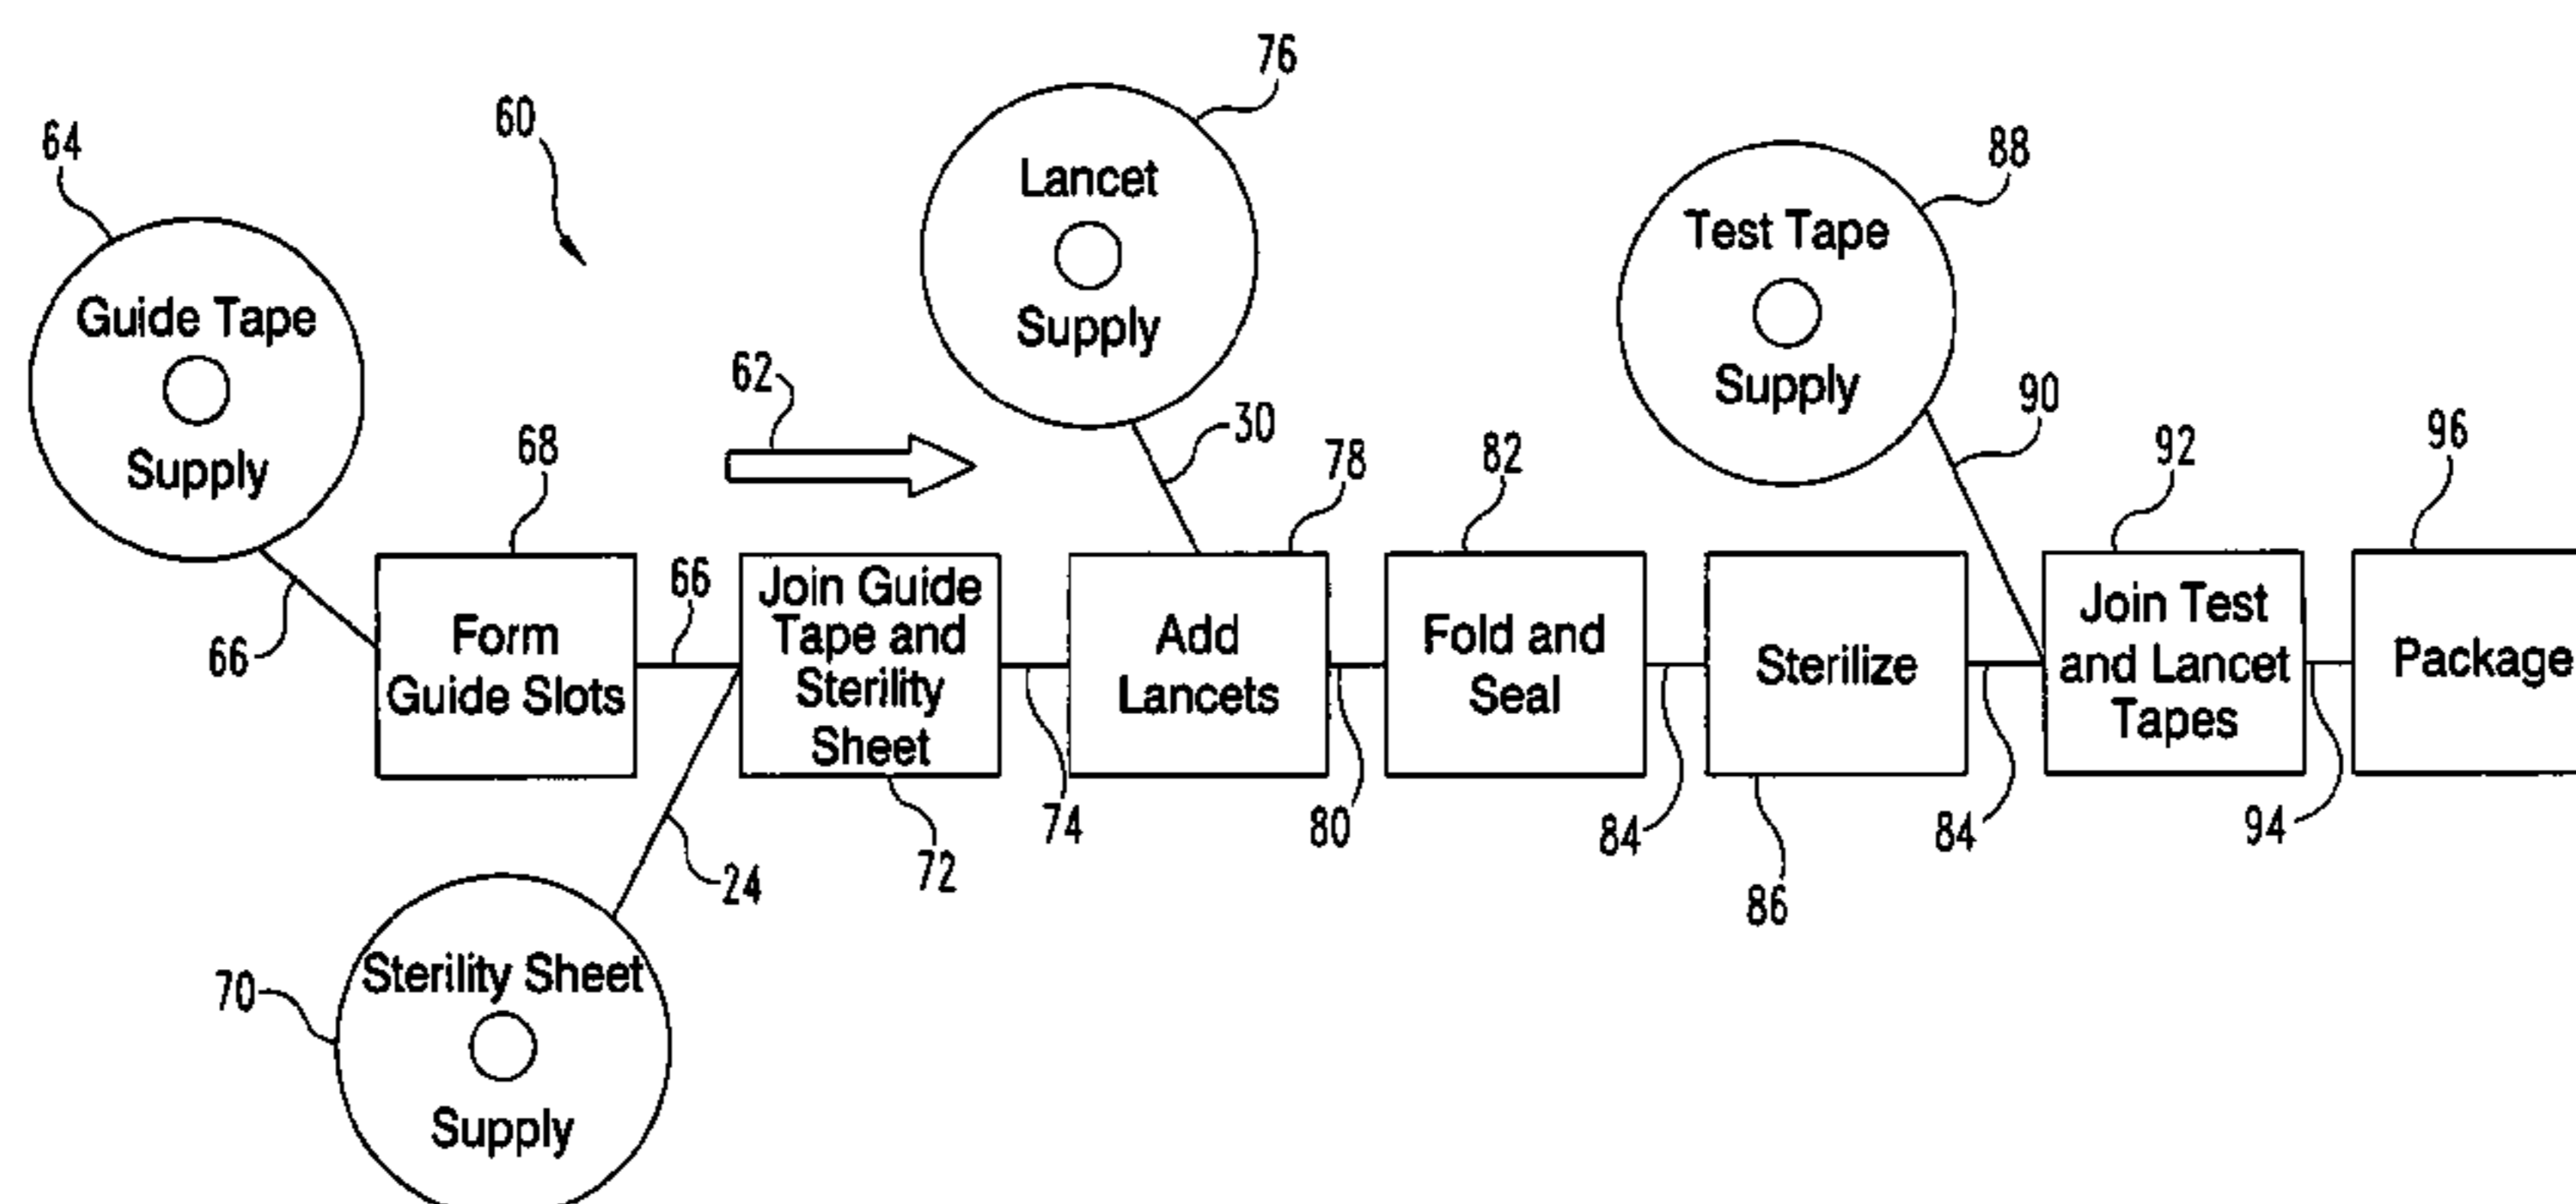 76
60
64
88
Lancet
Supply
Test Tape
Supply
Guide Tape
Supply
62
30
90
68
78
82
92
96
66
66
Form
Guide Slots
Join Guide
Tape and
Sterility
Sheet
Add
Lancets
Fold and
Seal
Sterilize
Join Test
and Lancet
Tapes
Package
74
80
84
84
94
72
24
86
70
Sterility Sheet
Supply